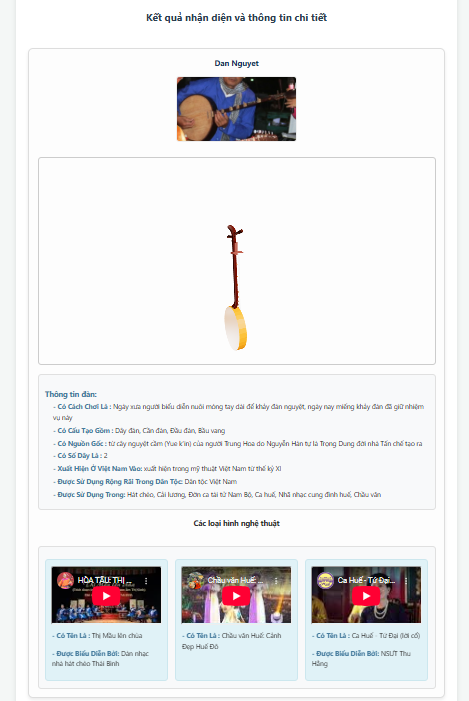 Kết quả nhận diện và thông tin chi tiết
Dan Nguyet
Thông tin đàn:
- Có Cách Chơi Là : Ngày xưa người biểu diễn nuôi móng tay dài để khảy đàn nguyệt, ngày nay miếng khảy đàn đã giữ nhiệm
vụ này
- Có Cấu Tạo Gồm : Dây đàn, Cần đàn, Đầu đàn, Bầu vang
- Có Nguồn Gốc : từ cây nguyệt cầm (Yue k'in) của người Trung Hoa do Nguyễn Hàn tự là Trọng Dung đời nhà Tấn chế tạo ra
- Có Số Dây Là : 2
- Xuất Hiện Ở Việt Nam Vào: xuất hiện trong mỹ thuật Việt Nam từ thế kỷ XI
- Được Sử Dụng Rộng Rãi Trong Dân Tộc: Dân tộc Việt Nam
- Được Sử Dụng Trong: Hát chèo, Cải lương, Đờn ca tài tử Nam Bộ, Ca huế, Nhã nhạc cung đình huế, Chầu văn
Các loại hình nghệ thuật
HÒA TẤU: THỊ ...
Chầu văn Huế: ...
Ca Huế - Tứ Đại...
- Có Tên Là : Thị Mầu lên chùa
- Được Biểu Diễn Bởi: Dàn nhạc
nhà hát chèo Thái Bình
- Có Tên Là : Chầu văn Huế: Cảnh
Đẹp Huế Đô
- Có Tên Là : Ca Huế - Tứ Đại (lời cổ)
- Được Biểu Diễn Bởi: NSƯT Thu
Hằng